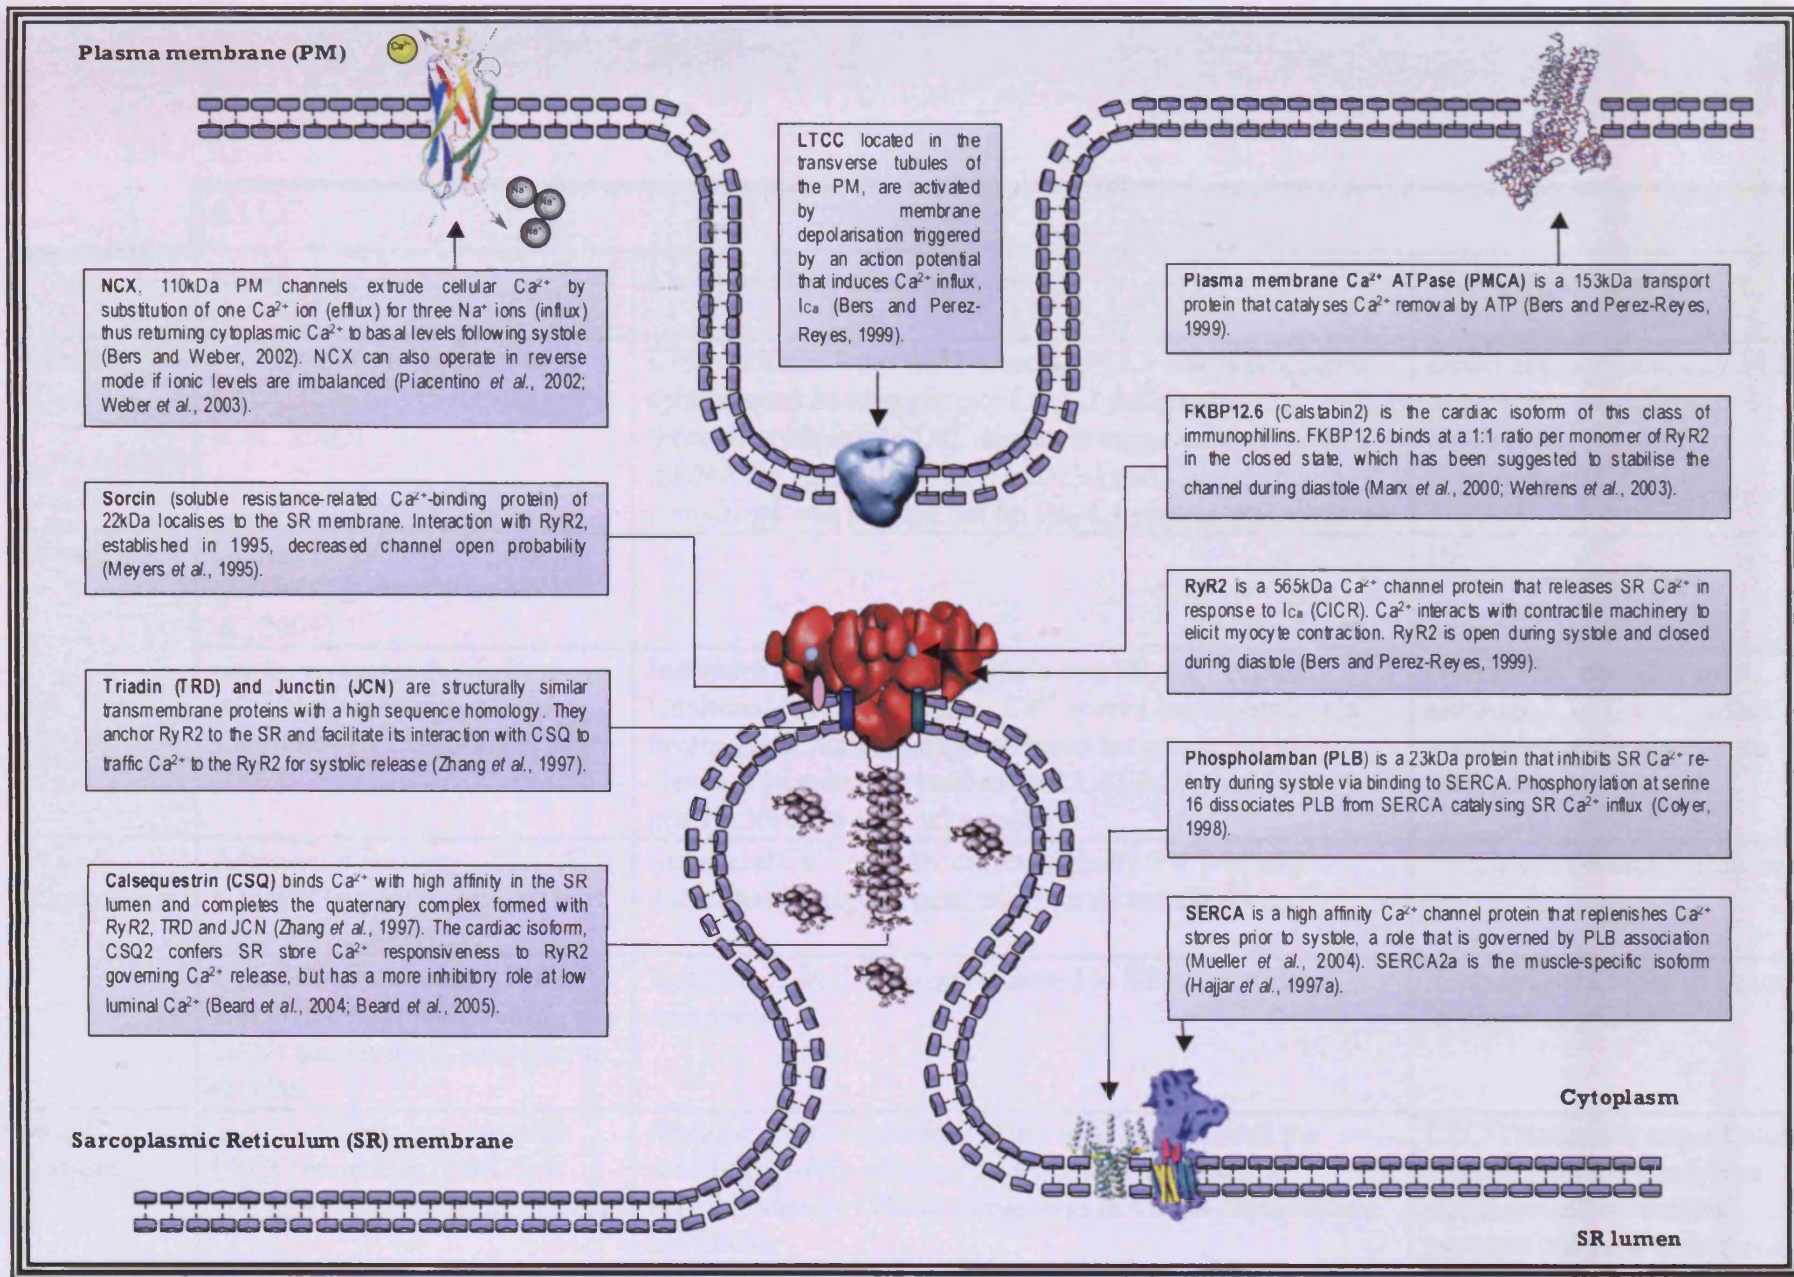 Plasma membrane (PM)
Ca²⁺
Na⁺
Na⁺
Na⁺
LTCC located in the
transverse tubules of
the PM, are activated
by membrane
depolarisation triggered
by an action potential
that induces Ca²⁺ influx,
ICa (Bers and Perez-
Reyes, 1999).
NCX, 110kDa PM channels extrude cellular Ca²⁺ by
substitution of one Ca²⁺ ion (efflux) for three Na⁺ ions (influx)
thus returning cytoplasmic Ca²⁺ to basal levels following systole
(Bers and Weber, 2002). NCX can also operate in reverse
mode if ionic levels are imbalanced (Piacentino et al., 2002;
Weber et al., 2003).
Plasma membrane Ca²⁺ ATPase (PMCA) is a 153kDa transport
protein that catalyses Ca²⁺ removal by ATP (Bers and Perez-Reyes,
1999).
FKBP12.6 (Calstabin2) is the cardiac isoform of this class of
immunophillins. FKBP12.6 binds at a 1:1 ratio per monomer of RyR2
in the closed state, which has been suggested to stabilise the
channel during diastole (Marx et al., 2000; Wehrens et al., 2003).
Sorcin (soluble resistance-related Ca²⁺-binding protein) of
22kDa localises to the SR membrane. Interaction with RyR2,
established in 1995, decreased channel open probability
(Meyers et al., 1995).
RyR2 is a 565kDa Ca²⁺ channel protein that releases SR Ca²⁺ in
response to ICa (CICR). Ca²⁺ interacts with contractile machinery to
elicit myocyte contraction. RyR2 is open during systole and closed
during diastole (Bers and Perez-Reyes, 1999).
Triadin (TRD) and Junctin (JCN) are structurally similar
transmembrane proteins with a high sequence homology. They
anchor RyR2 to the SR and facilitate its interaction with CSQ to
traffic Ca²⁺ to the RyR2 for systolic release (Zhang et al., 1997).
Phospholamban (PLB) is a 23kDa protein that inhibits SR Ca²⁺ re-
entry during systole via binding to SERCA. Phosphorylation at serine
16 dissociates PLB from SERCA catalysing SR Ca²⁺ influx (Colyer,
1998).
Calsequestrin (CSQ) binds Ca²⁺ with high affinity in the SR
lumen and completes the quaternary complex formed with
RyR2, TRD and JCN (Zhang et al., 1997). The cardiac isoform,
CSQ2 confers SR store Ca²⁺ responsiveness to RyR2
governing Ca²⁺ release, but has a more inhibitory role at low
luminal Ca²⁺ (Beard et al., 2004; Beard et al., 2005).
SERCA is a high affinity Ca²⁺ channel protein that replenishes Ca²⁺
stores prior to systole, a role that is governed by PLB association
(Mueller et al., 2004). SERCA2a is the muscle-specific isoform
(Hajjar et al., 1997a).
Cytoplasm
Sarcoplasmic Reticulum (SR) membrane
SR lumen